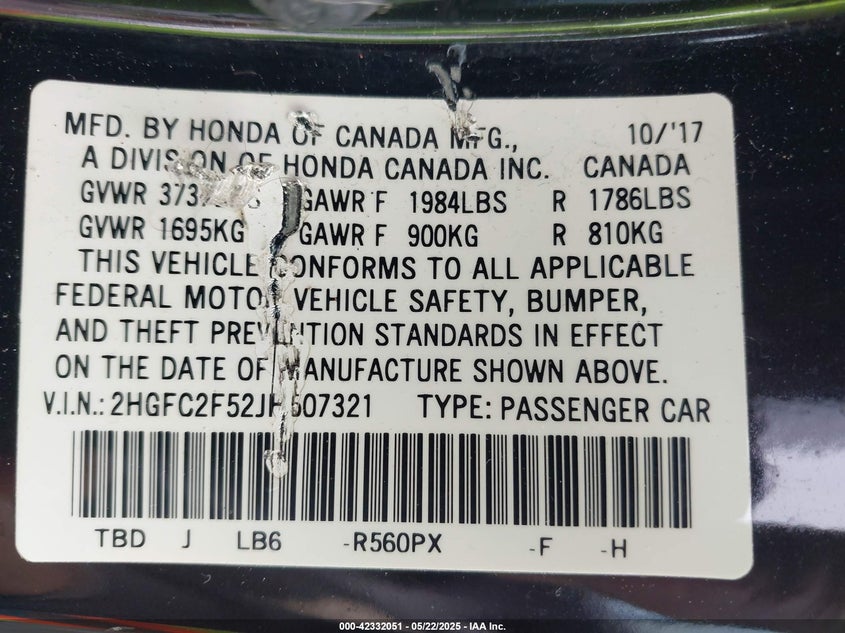 MFD. BY HONDA OF CANADA MFG., 10/'17
A DIVISION OF HONDA CANADA INC. CANADA
GVWR GAWR F 1984LBS R 1786LBS
GVWR 1695KG GAWR F 900KG R 810KG
THIS VEHICLE CONFORMS TO ALL APPLICABLE
FEDERAL MOTOR VEHICLE SAFETY, BUMPER,
AND THEFT PREVENTION STANDARDS IN EFFECT
ON THE DATE OF MANUFACTURE SHOWN ABOVE.
V.I.N.: TYPE: PASSENGER CAR
TBD J LB6 -R560PX -F -H
000-42332051 - 05/22/2025 - IAA Inc.